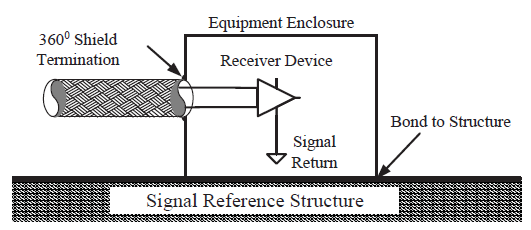 Equipment Enclosure
360⁰ Shield
Termination
Receiver Device
Bond to Structure
Signal
Return
Signal Reference Structure